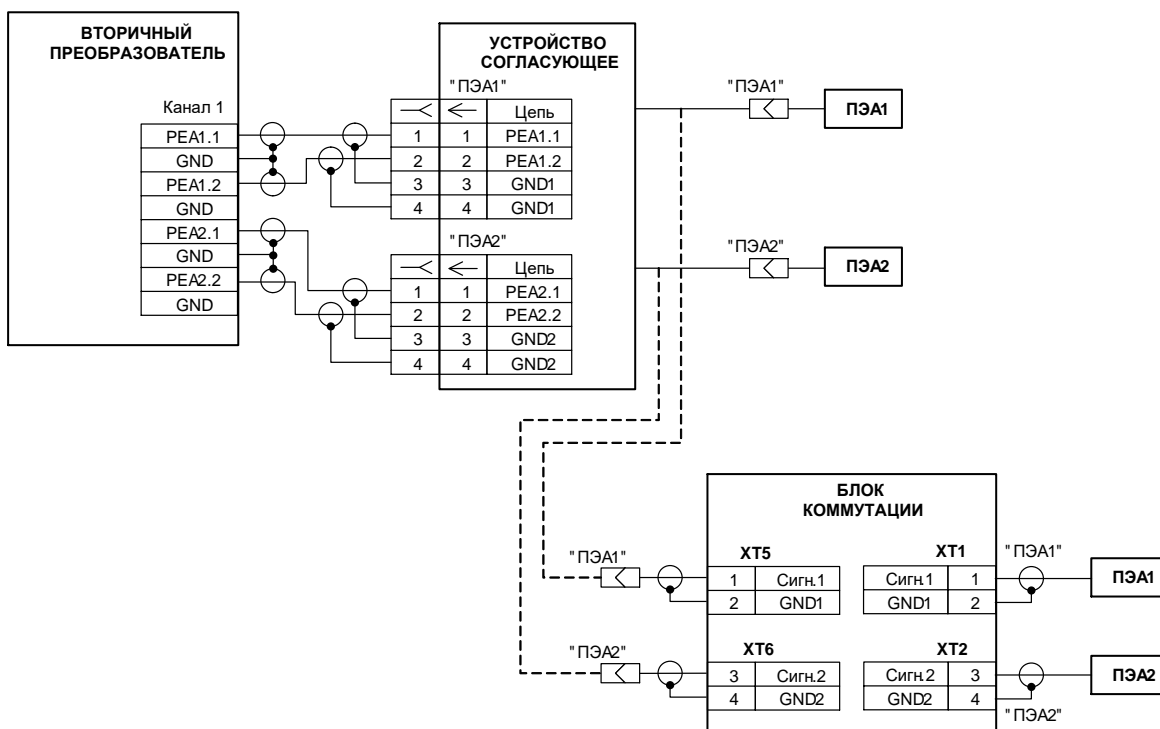 ВТОРИЧНЫЙ
ПРЕОБРАЗОВАТЕЛЬ
Канал 1
PEA1.1
GND
PEA1.2
GND
PEA2.1
GND
PEA2.2
GND
УСТРОЙСТВО
СОГЛАСУЮЩЕЕ
"ПЭА1"
Цепь
1 1 PEA1.1
2 2 PEA1.2
3 3 GND1
4 4 GND1
"ПЭА2"
Цепь
1 1 PEA2.1
2 2 PEA2.2
3 3 GND2
4 4 GND2
"ПЭА1"
ПЭА1
"ПЭА2"
ПЭА2
БЛОК
КОММУТАЦИИ
"ПЭА1"
XT5
1 Сигн.1
2 GND1
XT1
Сигн.1 1
GND1 2
"ПЭА1"
ПЭА1
"ПЭА2"
XT6
3 Сигн.2
4 GND2
XT2
Сигн.2 3
GND2 4
"ПЭА2"
ПЭА2